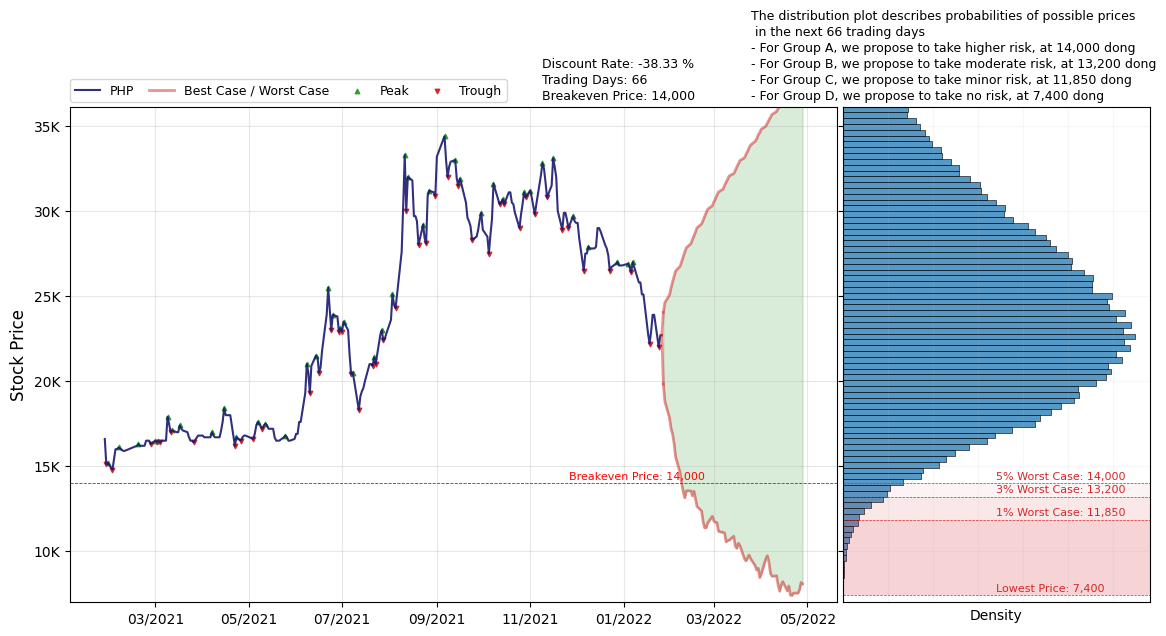 The distribution plot describes probabilities of possible prices
in the next 66 trading days
- For Group A, we propose to take higher risk, at 14,000 dong
- For Group B, we propose to take moderate risk, at 13,200 dong
- For Group C, we propose to take minor risk, at 11,850 dong
- For Group D, we propose to take no risk, at 7,400 dong
Discount Rate: -38.33 %
Trading Days: 66
Breakeven Price: 14,000
PHP
Best Case / Worst Case
Peak
Trough
Stock Price
35K
30K
25K
20K
15K
10K
Breakeven Price: 14,000
5% Worst Case: 14,000
3% Worst Case: 13,200
1% Worst Case: 11,850
Lowest Price: 7,400
03/2021
05/2021
07/2021
09/2021
11/2021
01/2022
03/2022
05/2022
Density